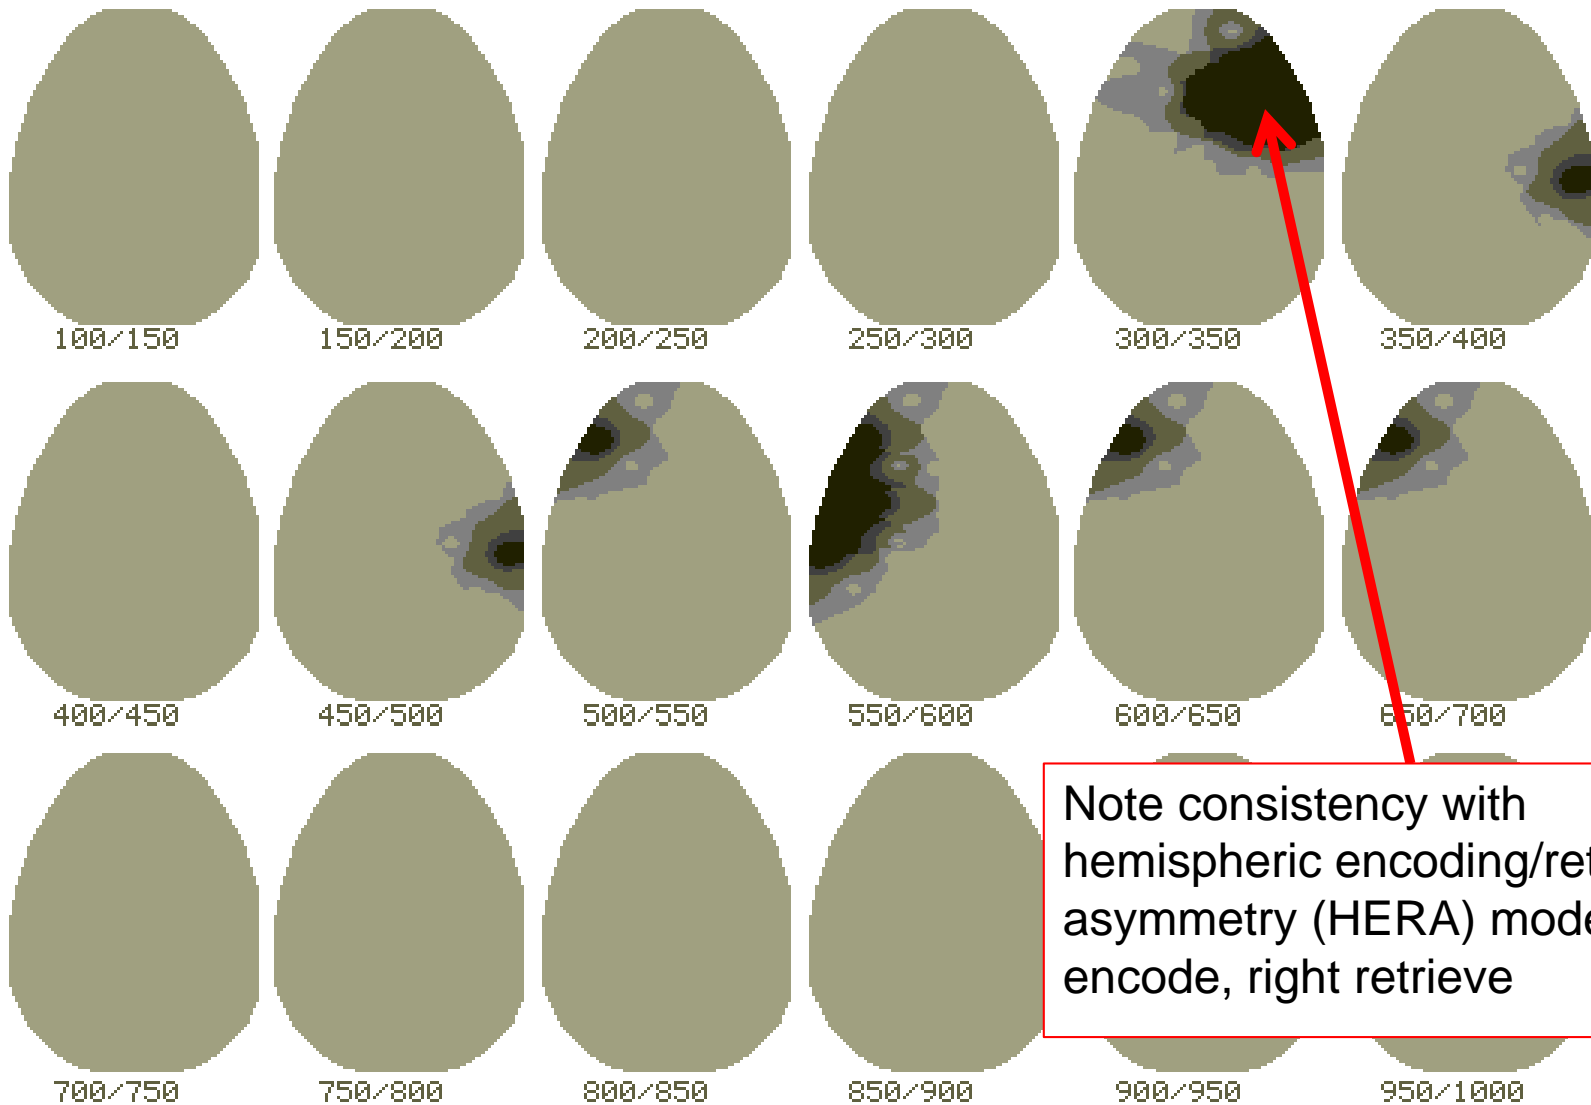 100/150 150/200 200/250 250/300 300/350 350/400
400/450 450/500 500/550 550/600 600/650 650/700
Note consistency with
hemispheric encoding/ret
asymmetry (HERA) mode
encode, right retrieve
700/750 750/800 800/850 850/900 900/950 950/1000